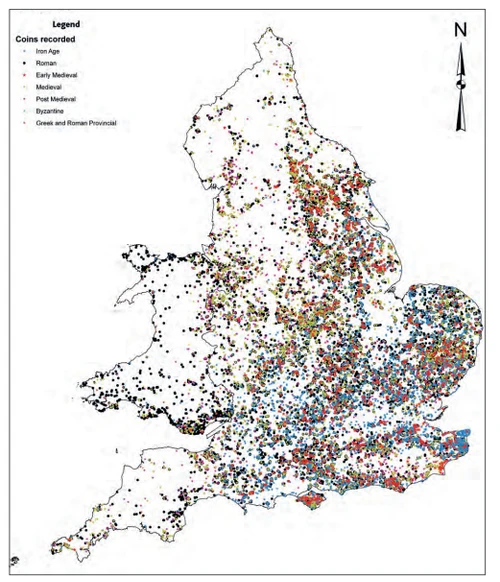 Legend
Coins recorded
Iron Age
Roman
Early Medieval
Medieval
Post Medieval
Byzantine
Greek and Roman Provincial
N